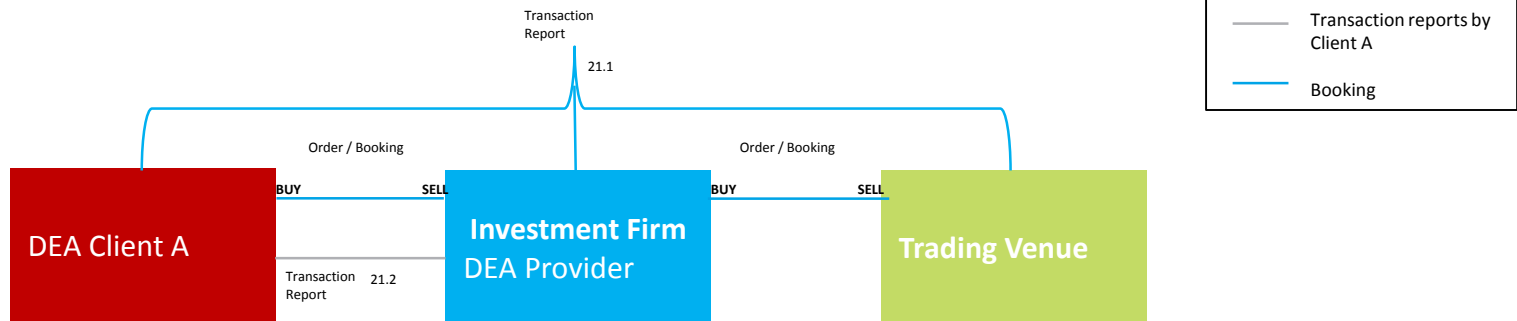 Transaction
Report
21.1
Transaction reports by
Client A
Booking
Order / Booking
Order / Booking
BUY
SELL
BUY
SELL
DEA Client A
Investment Firm
DEA Provider
Trading Venue
Transaction
Report
21.2